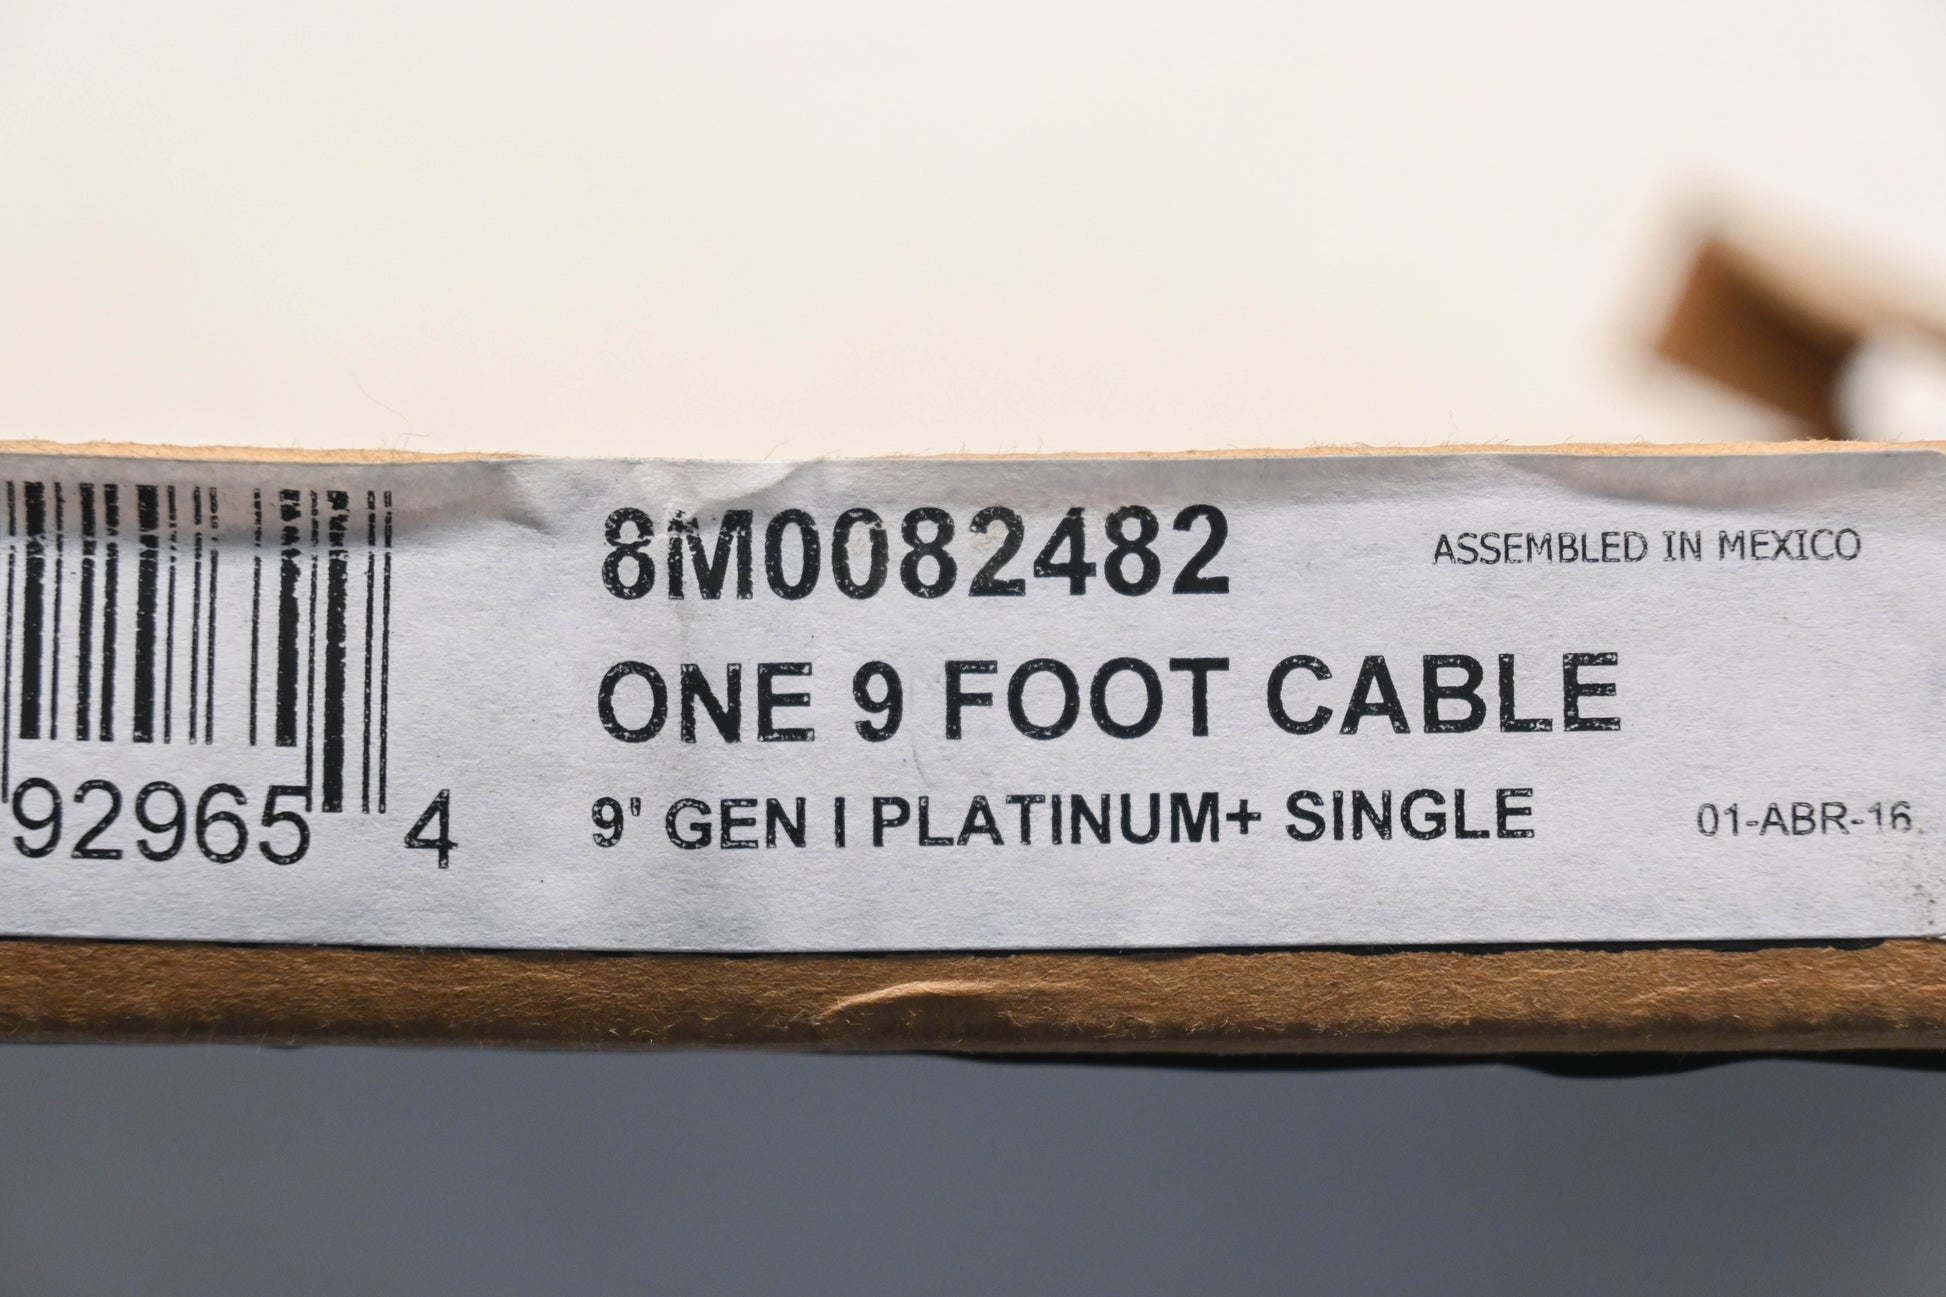 8M0082482
ASSEMBLED IN MEXICO
ONE 9 FOOT CABLE
9' GEN I PLATINUM+ SINGLE
01-ABR-16
92965 4